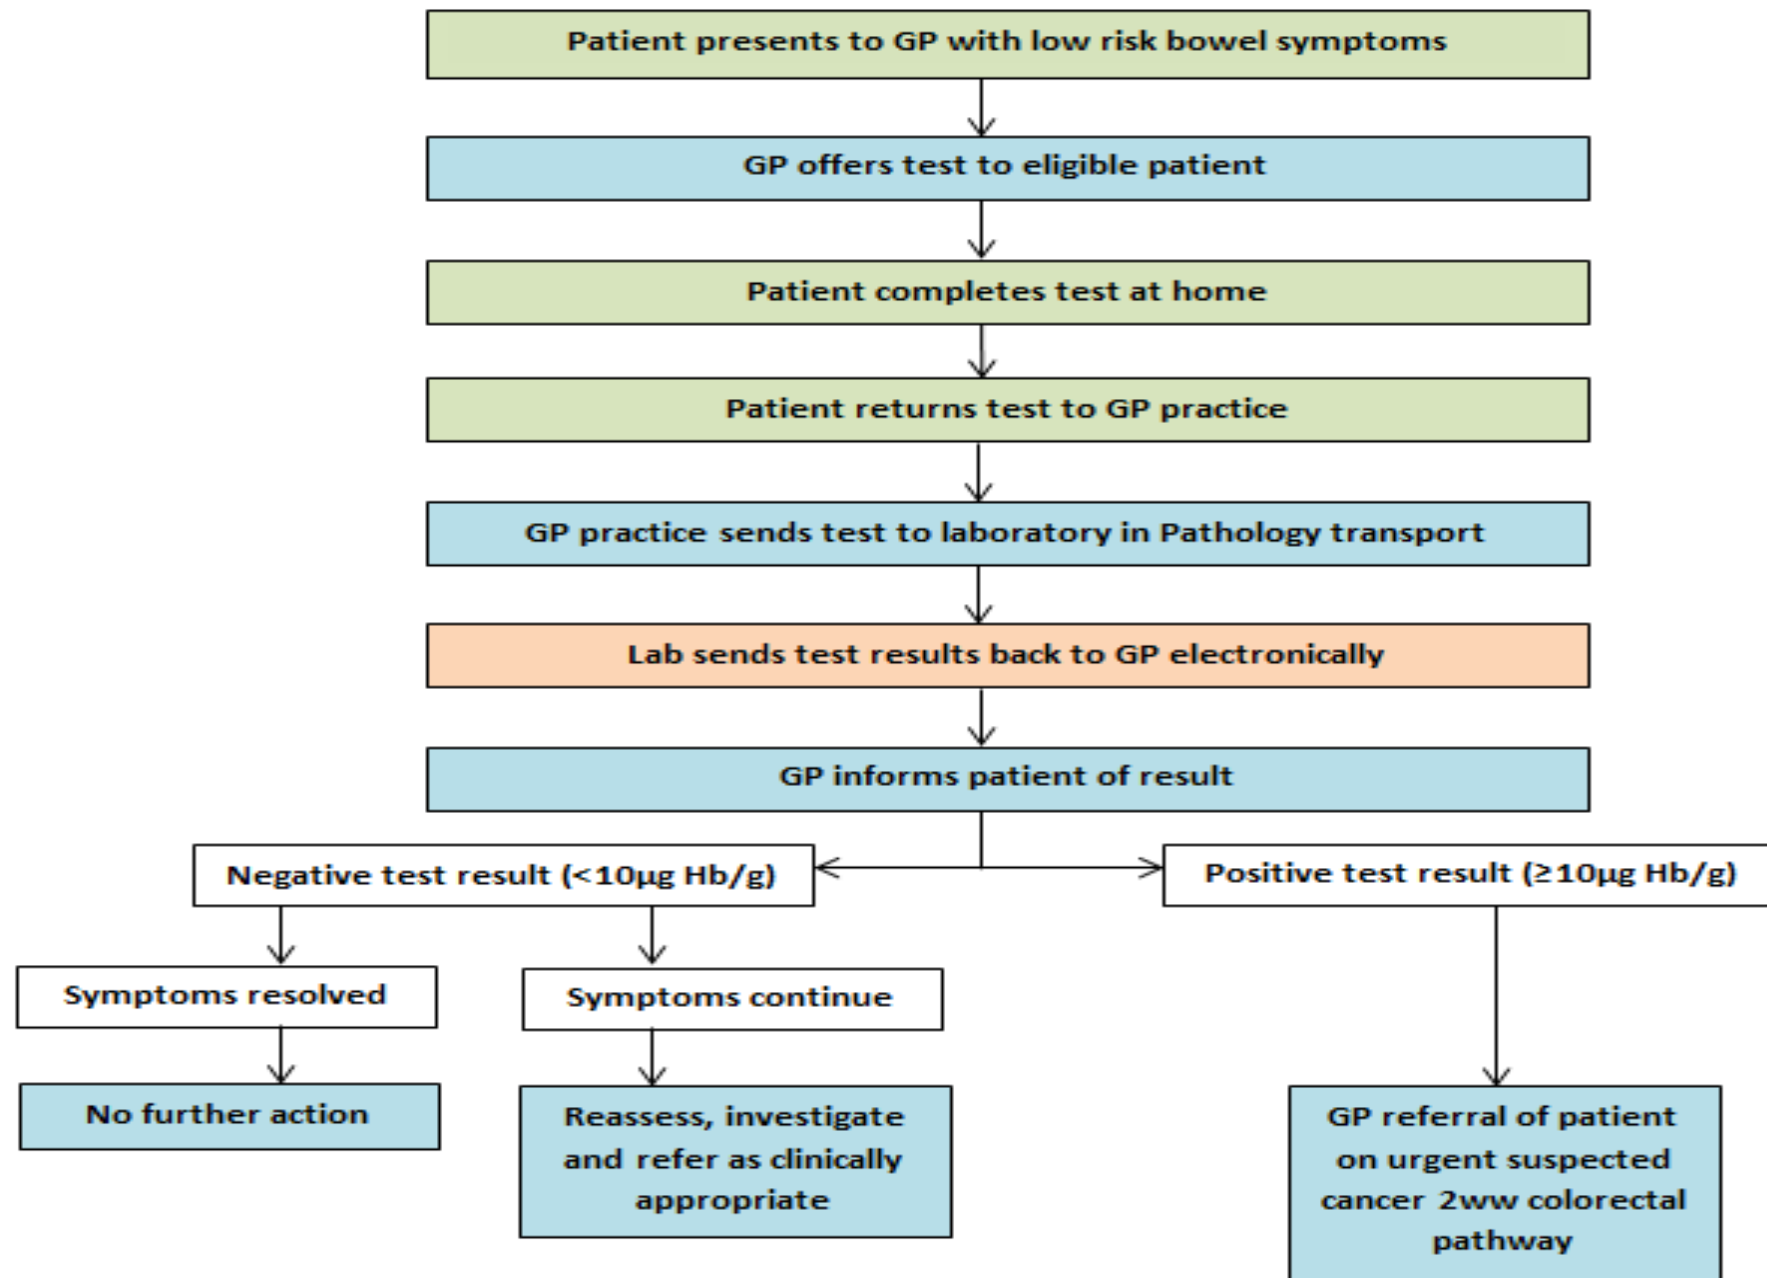 Patient presents to GP with low risk bowel symptoms
GP offers test to eligible patient
Patient completes test at home
Patient returns test to GP practice
GP practice sends test to laboratory in Pathology transport
Lab sends test results back to GP electronically
GP informs patient of result
Negative test result (<10µg Hb/g)
Positive test result (≥10µg Hb/g)
Symptoms resolved
Symptoms continue
No further action
Reassess, investigate
and refer as clinically
appropriate
GP referral of patient
on urgent suspected
cancer 2ww colorectal
pathway